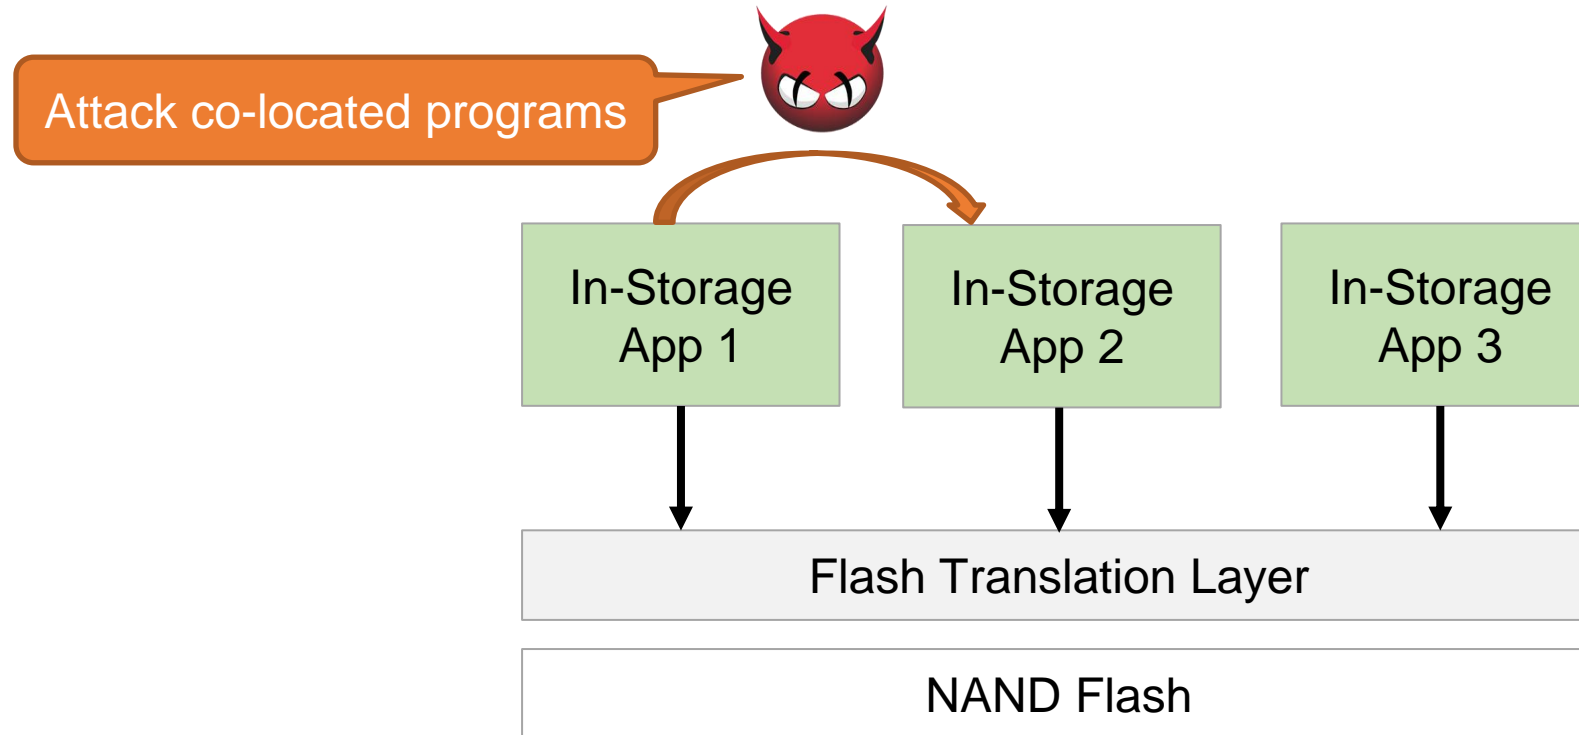 Attack co-located programs
In-Storage
App 1
In-Storage
App 2
In-Storage
App 3
Flash Translation Layer
NAND Flash